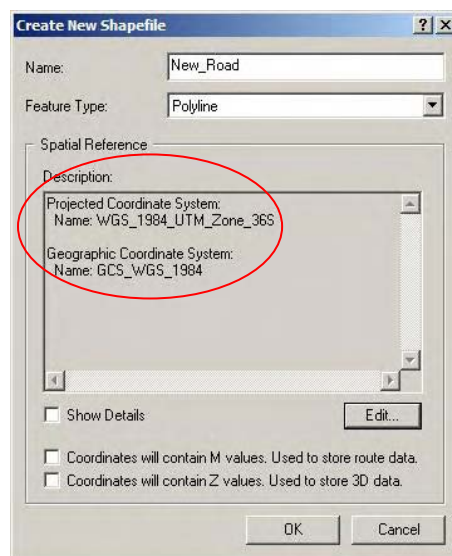 Create New Shapefile
Name: New_Road
Feature Type: Polyline
Spatial Reference
Description:
Projected Coordinate System:
Name: WGS_1984_UTM_Zone_36S
Geographic Coordinate System:
Name: GCS_WGS_1984
Show Details Edit...
Coordinates will contain M values. Used to store route data.
Coordinates will contain Z values. Used to store 3D data.
OK Cancel